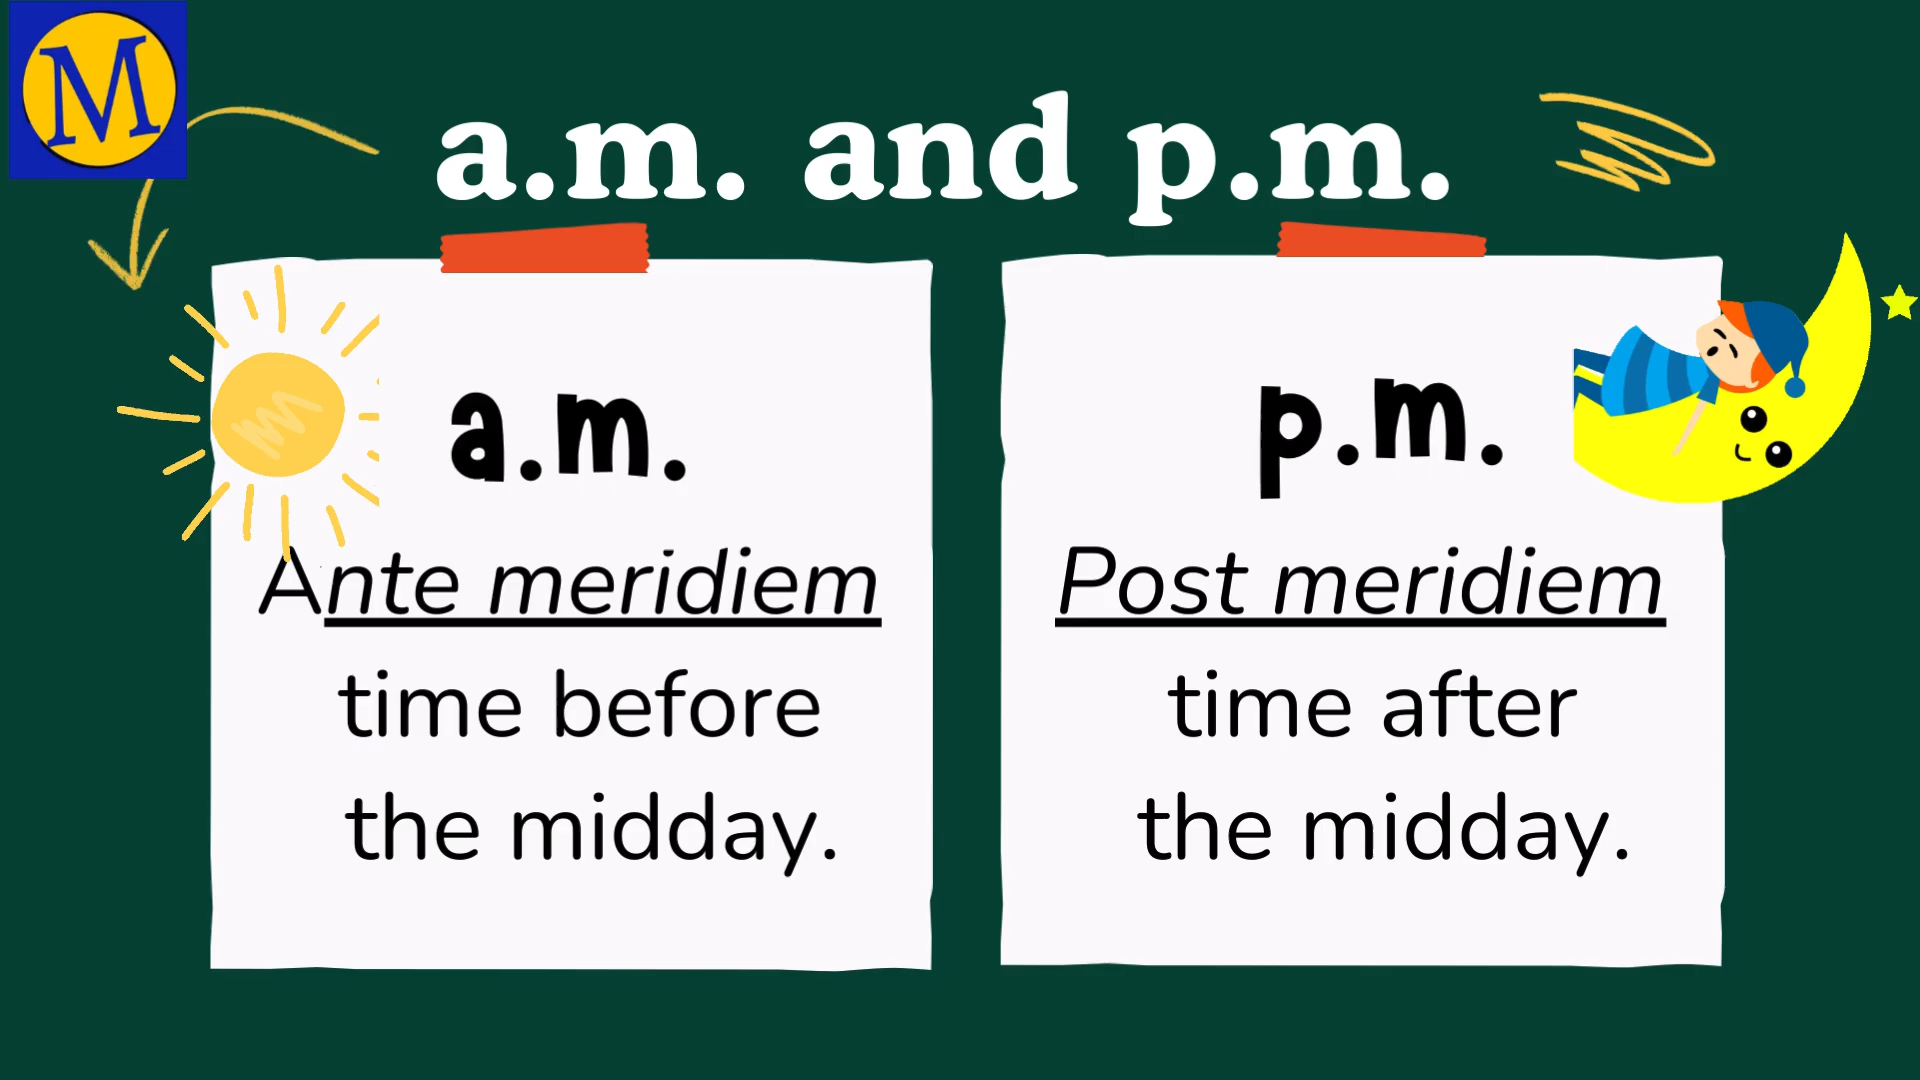 M
a.m. and p.m.
a.m.
Ante meridiem
time before
the midday.
p.m.
Post meridiem
time after
the midday.